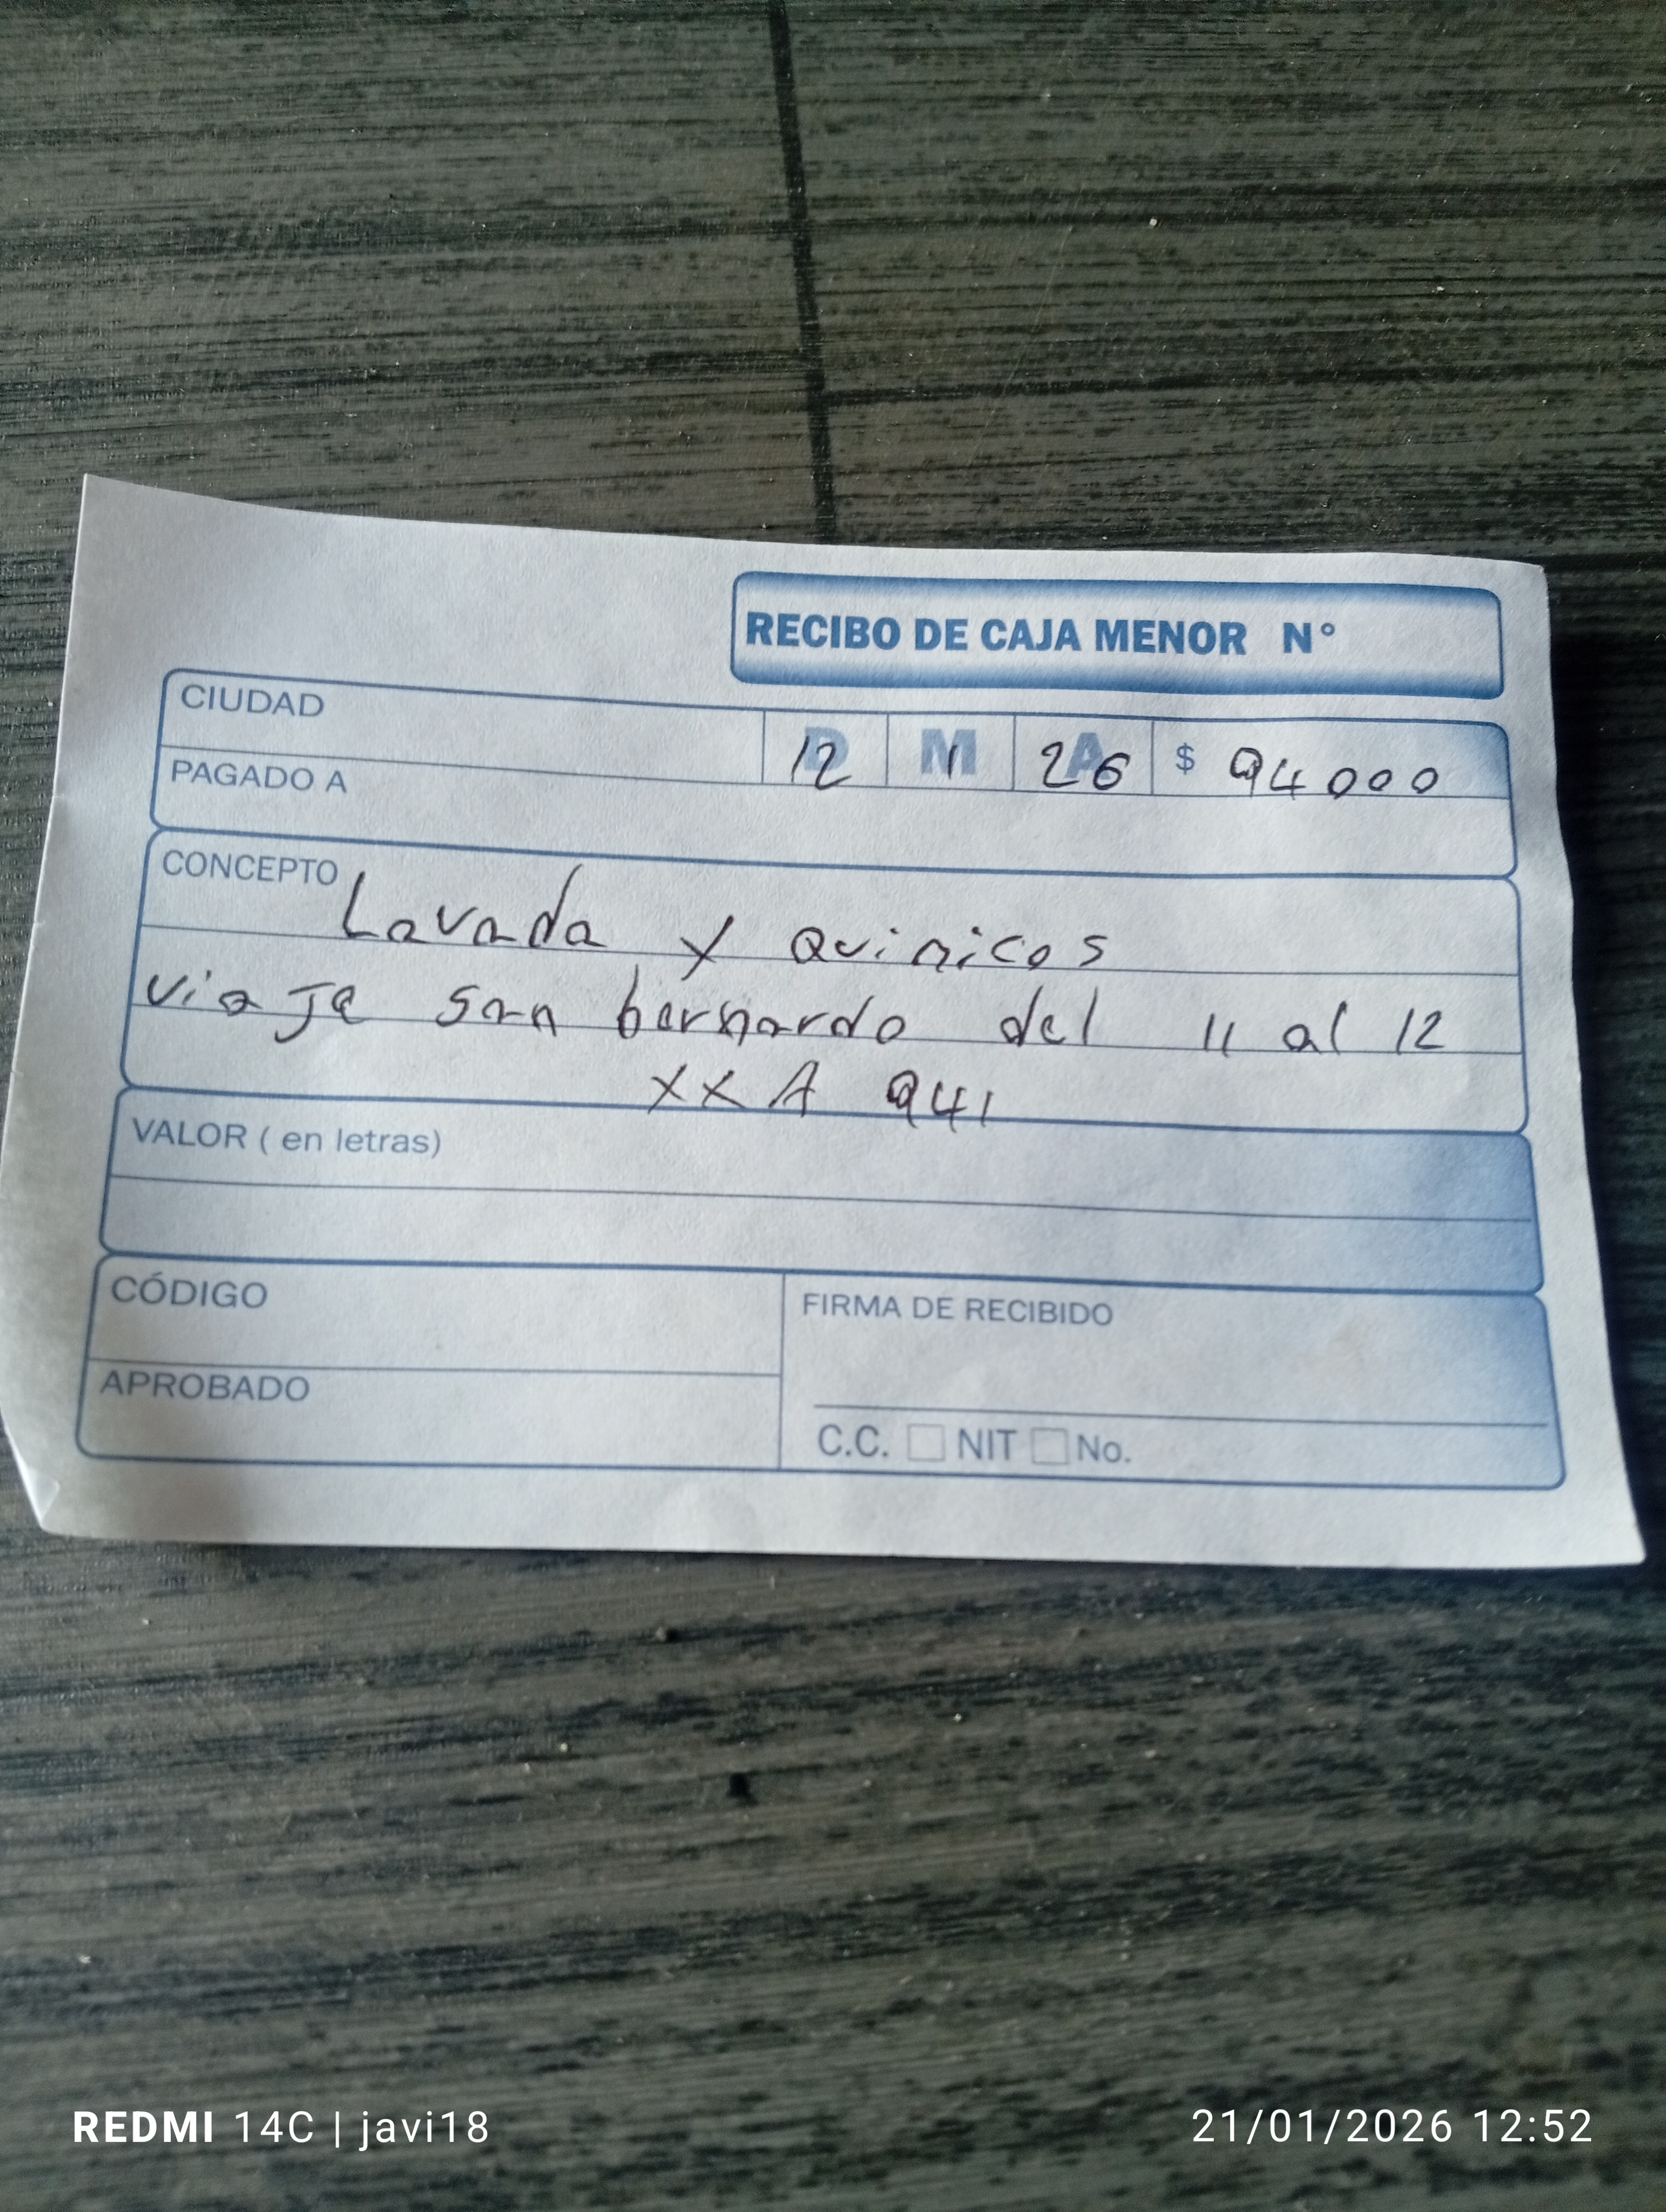 RECIBO DE CAJA MENOR N°
CIUDAD
D M A
12 1 26 $ 94000
PAGADO A
CONCEPTO Lavada y Quinicos
viaje san bernardo del 11 al 12
XXA 941
VALOR ( en letras)
CÓDIGO
FIRMA DE RECIBIDO
APROBADO
C.C. NIT No.
REDMI 14C | javi18
21/01/2026 12:52